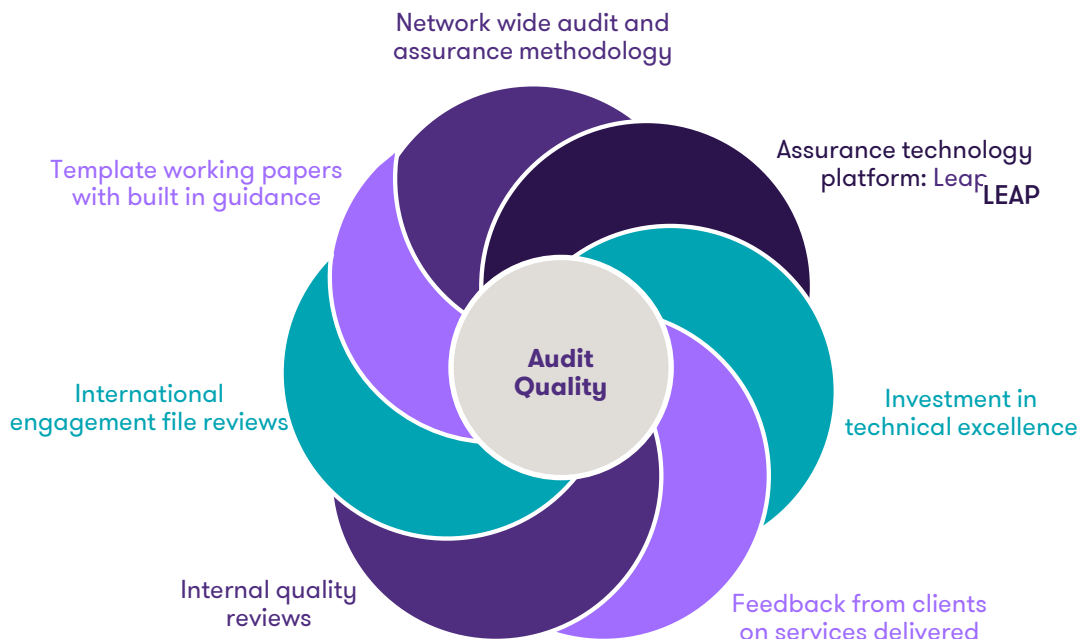 Network wide audit and
assurance methodology
Assurance technology
platform: Leap
LEAP
Template working papers
with built in guidance
Audit
Quality
International
engagement file reviews
Investment in
technical excellence
Internal quality
reviews
Feedback from clients
on services delivered